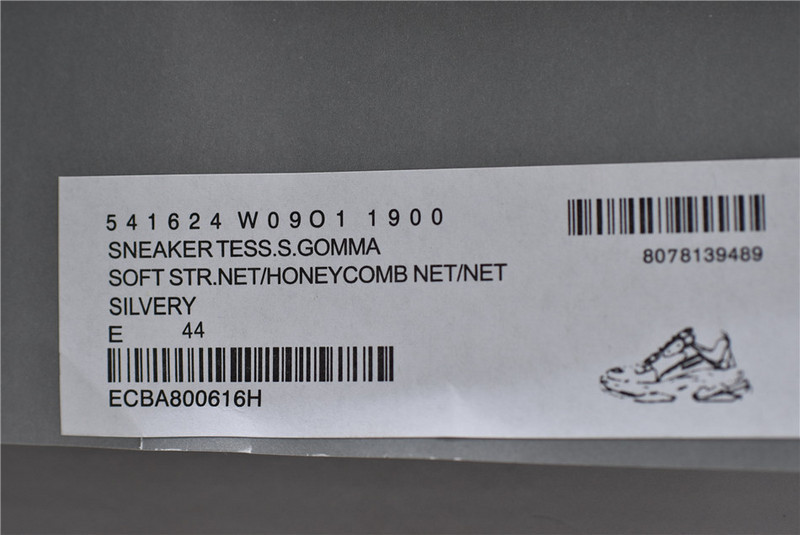 541624 W09O1 1900
SNEAKER TESS.S.GOMMA
SOFT STR.NET/HONEYCOMB NET/NET
SILVERY
E 44
ECBA800616H
8078139489